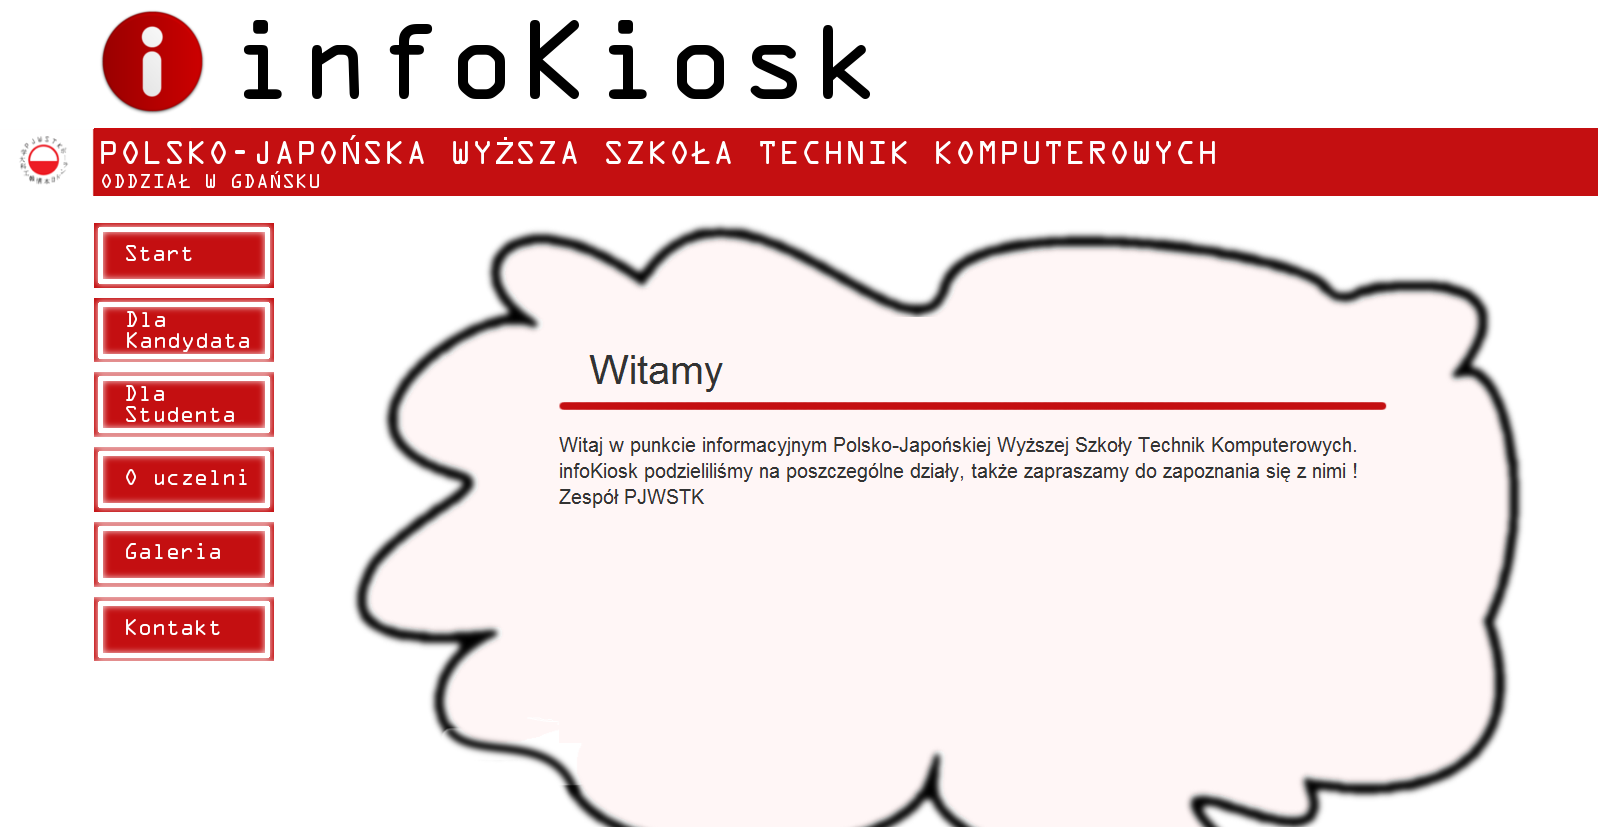 infoKiosk
POLSKO-JAPOŃSKA WYŻSZA SZKOŁA TECHNIK KOMPUTEROWYCH
ODDZIAŁ W GDAŃSKU
Start
Dla
Kandydata
Dla
Studenta
O uczelni
Galeria
Kontakt
Witamy
Witaj w punkcie informacyjnym Polsko-Japońskiej Wyższej Szkoły Technik Komputerowych.
infoKiosk podzieliliśmy na poszczególne działy, także zapraszamy do zapoznania się z nimi !
Zespół PJWSTK